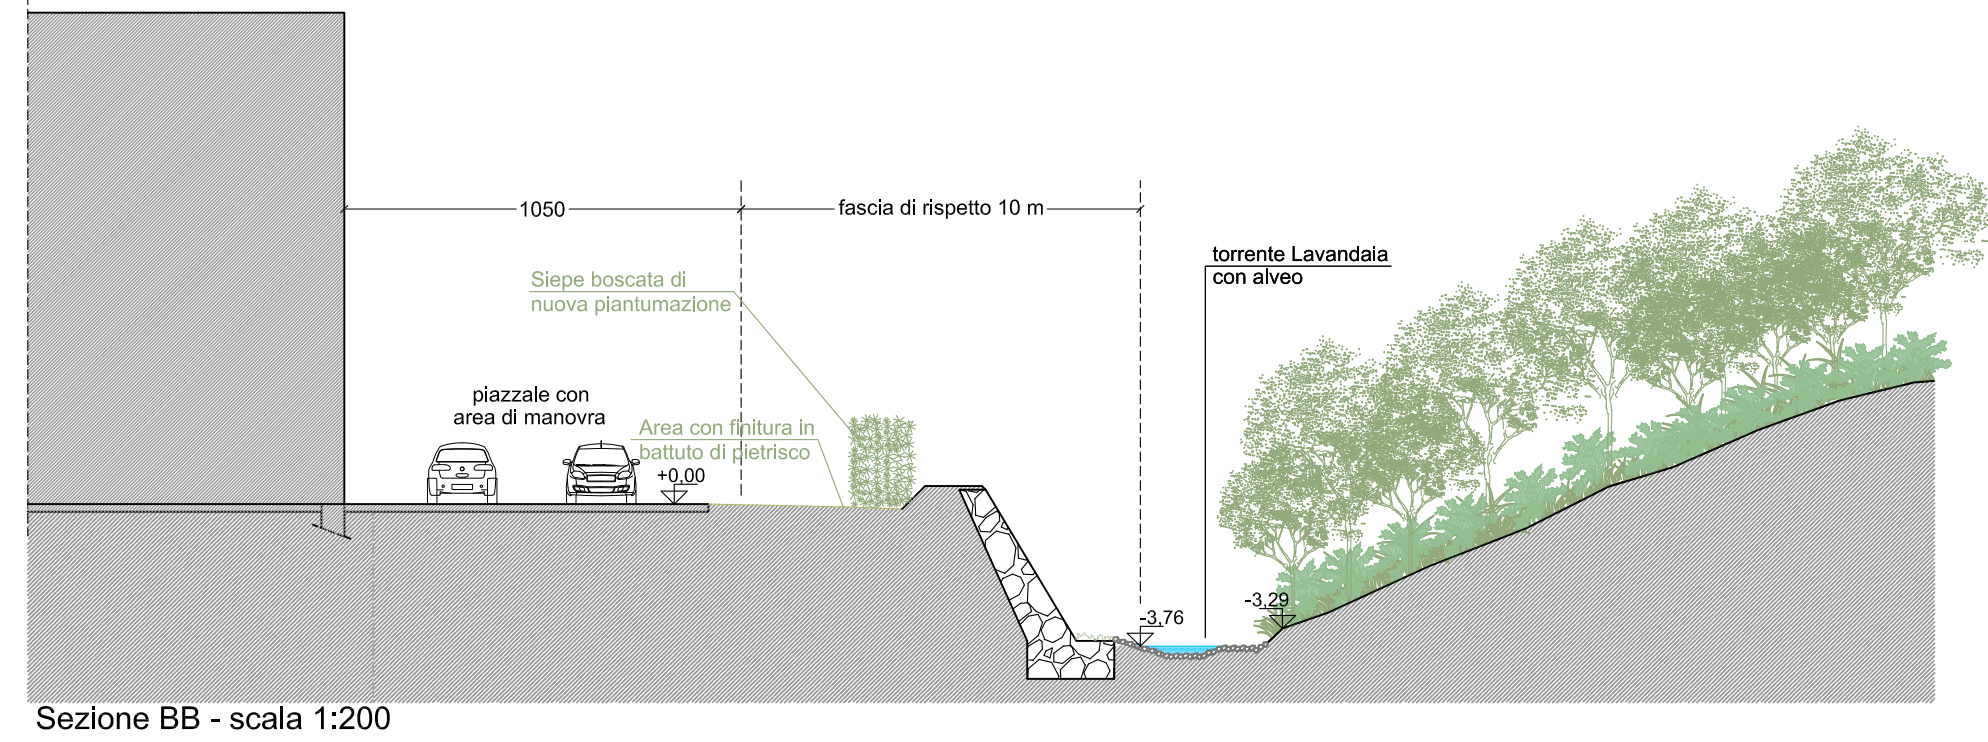 1050
fascia di rispetto 10 m
torrente Lavandaia
con alveo
Siepe boscata di
nuova piantumazione
piazzale con
area di manovra
Area con finitura in
battuto di pietrisco
+0,00
-3,76
-3,29
Sezione BB - scala 1:200